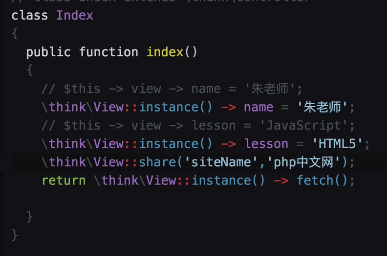 class Index
{
public function index()
{
// $this -> view -> name = '朱老师';
\think\View::instance() -> name = '朱老师';
// $this -> view -> lesson = 'JavaScript';
\think\View::instance() -> lesson = 'HTML5';
\think\View::share('siteName','php中文网');
return \think\View::instance() -> fetch();
}
}